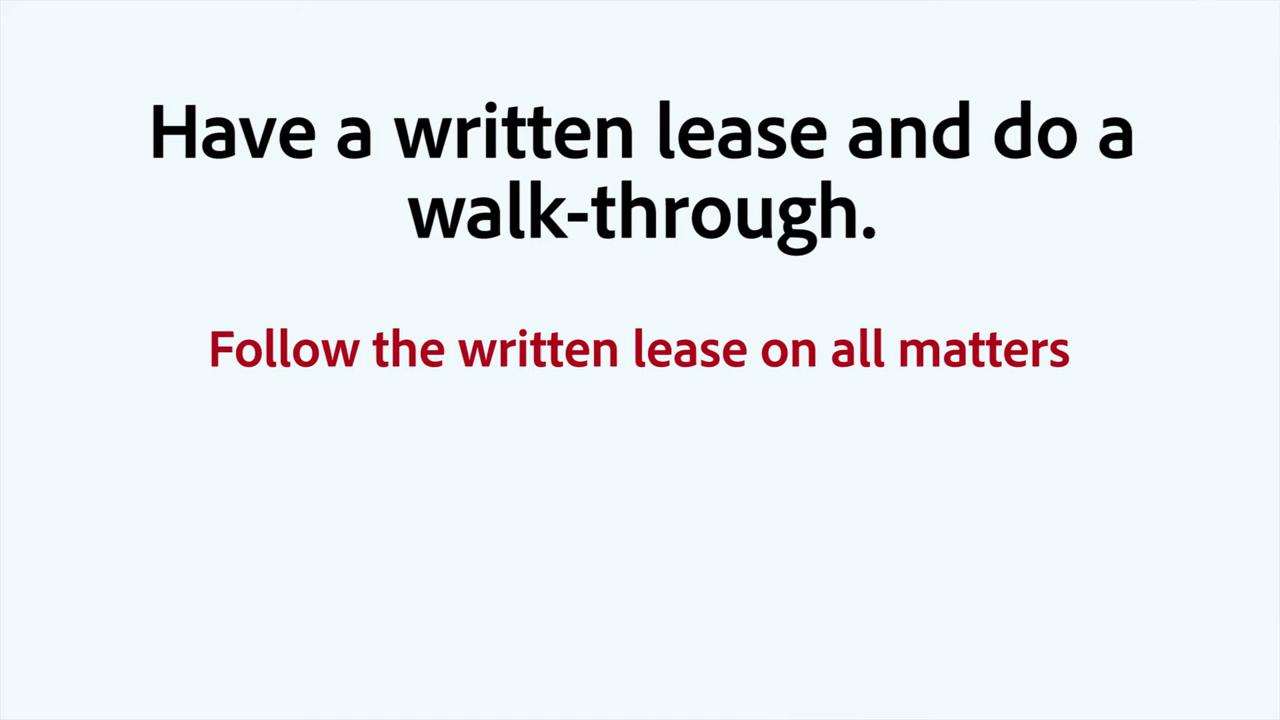 Have a written lease and do a
walk-through.
Follow the written lease on all matters